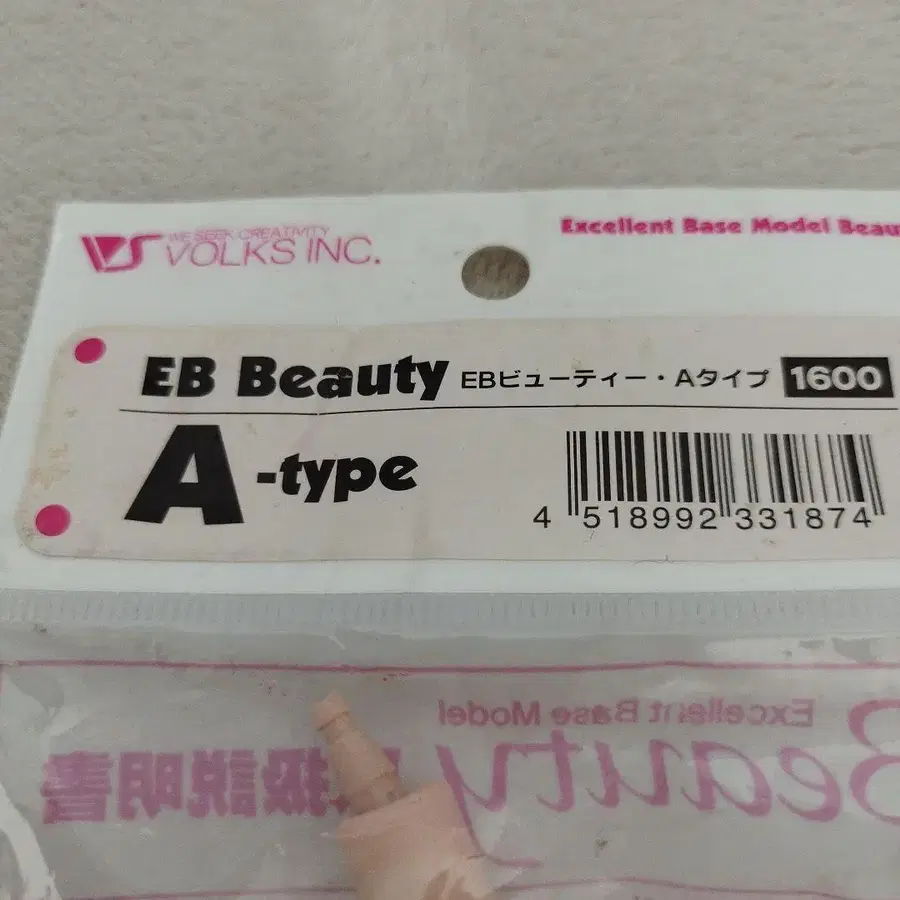 WE SEEK CREATIVITY
VS VOLKS INC.
Excellent Base Model Beau
EB Beauty EBビューティー・Aタイプ 1600
A-type
4 518992 331874
Excellent Base Model
Beauty
取扱説明書